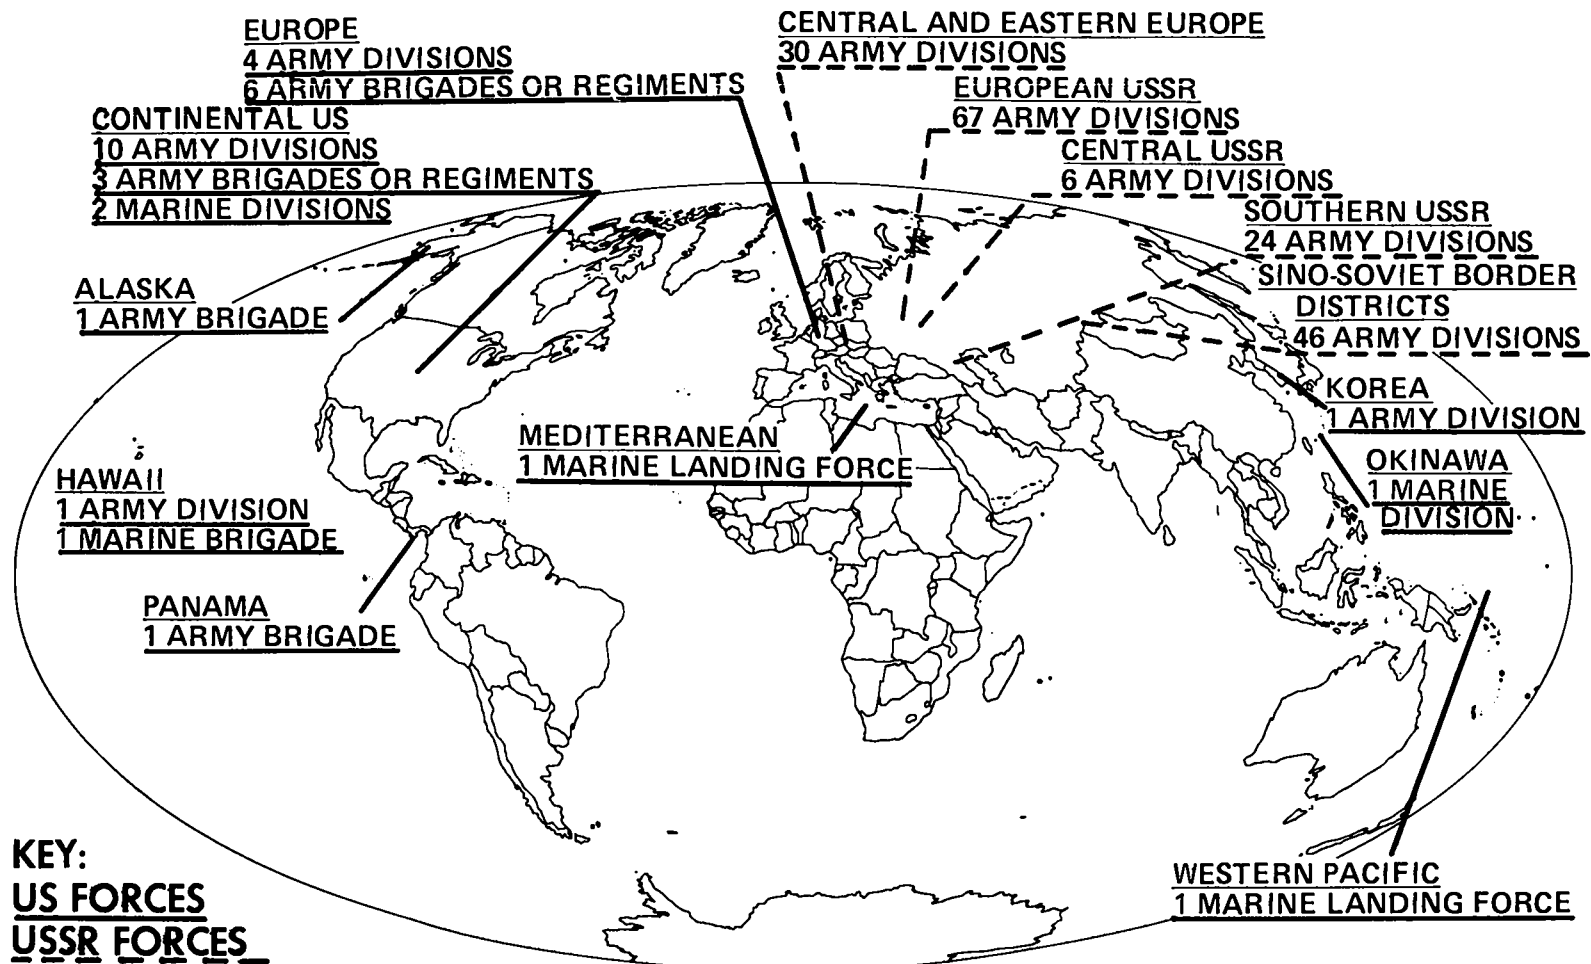 EUROPE
4 ARMY DIVISIONS
6 ARMY BRIGADES OR REGIMENTS
CENTRAL AND EASTERN EUROPE
30 ARMY DIVISIONS
EUROPEAN USSR
67 ARMY DIVISIONS
CONTINENTAL US
10 ARMY DIVISIONS
3 ARMY BRIGADES OR REGIMENTS
2 MARINE DIVISIONS
CENTRAL USSR
6 ARMY DIVISIONS
SOUTHERN USSR
24 ARMY DIVISIONS
SINO-SOVIET BORDER
DISTRICTS
46 ARMY DIVISIONS
ALASKA
1 ARMY BRIGADE
KOREA
1 ARMY DIVISION
MEDITERRANEAN
1 MARINE LANDING FORCE
OKINAWA
1 MARINE
DIVISION
HAWAII
1 ARMY DIVISION
1 MARINE BRIGADE
PANAMA
1 ARMY BRIGADE
WESTERN PACIFIC
1 MARINE LANDING FORCE
KEY:
US FORCES
USSR FORCES